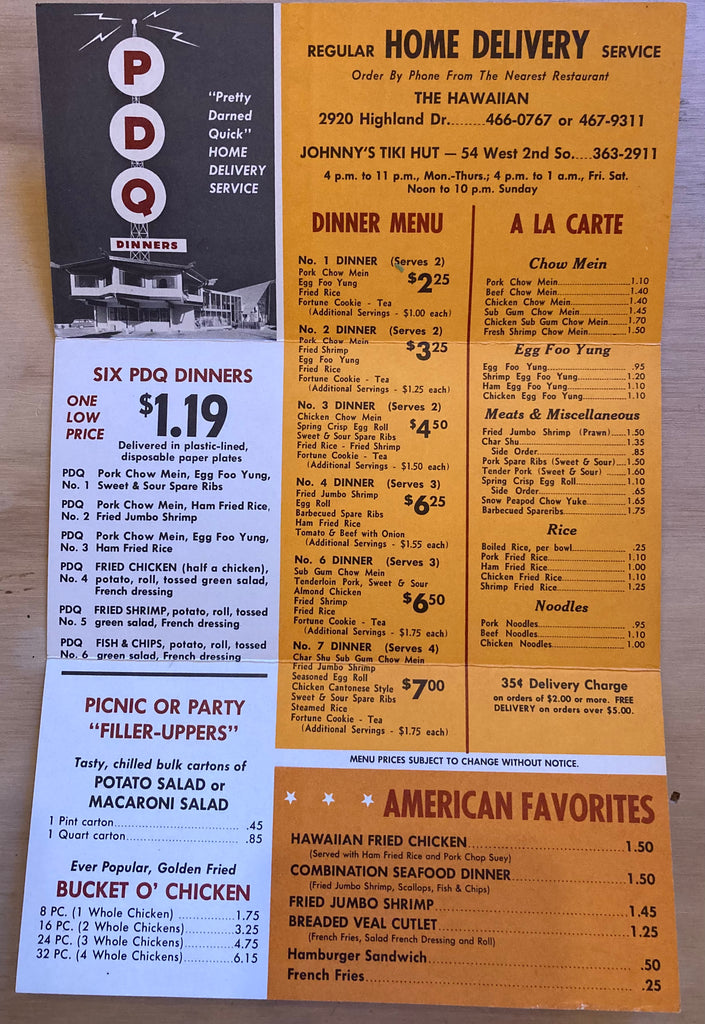 P
D
Q
DINNERS
"Pretty
Darned
Quick"
HOME
DELIVERY
SERVICE
SIX PDQ DINNERS
ONE
LOW
PRICE
$1.19
Delivered in plastic-lined,
disposable paper plates
PDQ Pork Chow Mein, Egg Foo Yung,
No. 1 Sweet & Sour Spare Ribs
PDQ Pork Chow Mein, Ham Fried Rice,
No. 2 Fried Jumbo Shrimp
PDQ Pork Chow Mein, Egg Foo Yung,
No. 3 Ham Fried Rice
PDQ FRIED CHICKEN (half a chicken),
No. 4 potato, roll, tossed green salad,
French dressing
PDQ FRIED SHRIMP, potato, roll, tossed
No. 5 green salad, French dressing
PDQ FISH & CHIPS, potato, roll, tossed
No. 6 green salad, French dressing
PICNIC OR PARTY
"FILLER-UPPERS"
Tasty, chilled bulk cartons of
POTATO SALAD or
MACARONI SALAD
1 Pint carton .45
1 Quart carton .85
Ever Popular, Golden Fried
BUCKET O' CHICKEN
8 PC. (1 Whole Chicken) 1.75
16 PC. (2 Whole Chickens) 3.25
24 PC. (3 Whole Chickens) 4.75
32 PC. (4 Whole Chickens) 6.15
REGULAR HOME DELIVERY SERVICE
Order By Phone From The Nearest Restaurant
THE HAWAIIAN
2920 Highland Dr........466-0767 or 467-9311
JOHNNY'S TIKI HUT — 54 West 2nd So....363-2911
4 p.m. to 11 p.m., Mon.-Thurs.; 4 p.m. to 1 a.m., Fri. Sat.
Noon to 10 p.m. Sunday
DINNER MENU
No. 1 DINNER (Serves 2)
Pork Chow Mein
Egg Foo Yung
Fried Rice
Fortune Cookie - Tea
$2.25
(Additional Servings - $1.00 each)
No. 2 DINNER (Serves 2)
Pork Chow Mein
Fried Shrimp
Egg Foo Yung
Fried Rice
Fortune Cookie - Tea
$3.25
(Additional Servings - $1.25 each)
No. 3 DINNER (Serves 2)
Chicken Chow Mein
Spring Crisp Egg Roll
Sweet & Sour Spare Ribs
Fried Rice - Fried Shrimp
Fortune Cookie - Tea
$4.50
(Additional Servings - $1.50 each)
No. 4 DINNER (Serves 3)
Fried Jumbo Shrimp
Egg Roll
Barbecued Spare Ribs
Ham Fried Rice
Tomato & Beef with Onion
$6.25
(Additional Servings - $1.55 each)
No. 6 DINNER (Serves 3)
Sub Gum Chow Mein
Tenderloin Pork, Sweet & Sour
Almond Chicken
Fried Shrimp
Fried Rice
Fortune Cookie - Tea
$6.50
(Additional Servings - $1.75 each)
No. 7 DINNER (Serves 4)
Char Shu Sub Gum Chow Mein
Fried Jumbo Shrimp
Seasoned Egg Roll
Chicken Cantonese Style
Sweet & Sour Spare Ribs
Steamed Rice
Fortune Cookie - Tea
$7.00
(Additional Servings - $1.75 each)
A LA CARTE
Chow Mein
Pork Chow Mein 1.10
Beef Chow Mein 1.40
Chicken Chow Mein 1.40
Sub Gum Chow Mein 1.45
Chicken Sub Gum Chow Mein 1.70
Fresh Shrimp Chow Mein 1.50
Egg Foo Yung
Egg Foo Yung .95
Shrimp Egg Foo Yung 1.20
Ham Egg Foo Yung 1.10
Chicken Egg Foo Yung 1.10
Meats & Miscellaneous
Fried Jumbo Shrimp (Prawn) 1.50
Char Shu 1.35
Side Order .85
Pork Spare Ribs (Sweet & Sour) 1.50
Tender Pork (Sweet & Sour) 1.60
Spring Crisp Egg Roll 1.10
Side Order .65
Snow Peapod Chow Yuke 1.65
Barbecued Spareribs 1.75
Rice
Boiled Rice, per bowl .25
Pork Fried Rice 1.10
Ham Fried Rice 1.00
Chicken Fried Rice 1.10
Shrimp Fried Rice 1.25
Noodles
Pork Noodles .95
Beef Noodles 1.10
Chicken Noodles 1.00
35¢ Delivery Charge
on orders of $2.00 or more. FREE
DELIVERY on orders over $5.00.
MENU PRICES SUBJECT TO CHANGE WITHOUT NOTICE.
AMERICAN FAVORITES
HAWAIIAN FRIED CHICKEN 1.50
(Served with Ham Fried Rice and Pork Chop Suey)
COMBINATION SEAFOOD DINNER 1.50
(Fried Jumbo Shrimp, Scallops, Fish & Chips)
FRIED JUMBO SHRIMP 1.45
BREADED VEAL CUTLET 1.25
(French Fries, Salad French Dressing and Roll)
Hamburger Sandwich .50
French Fries .25